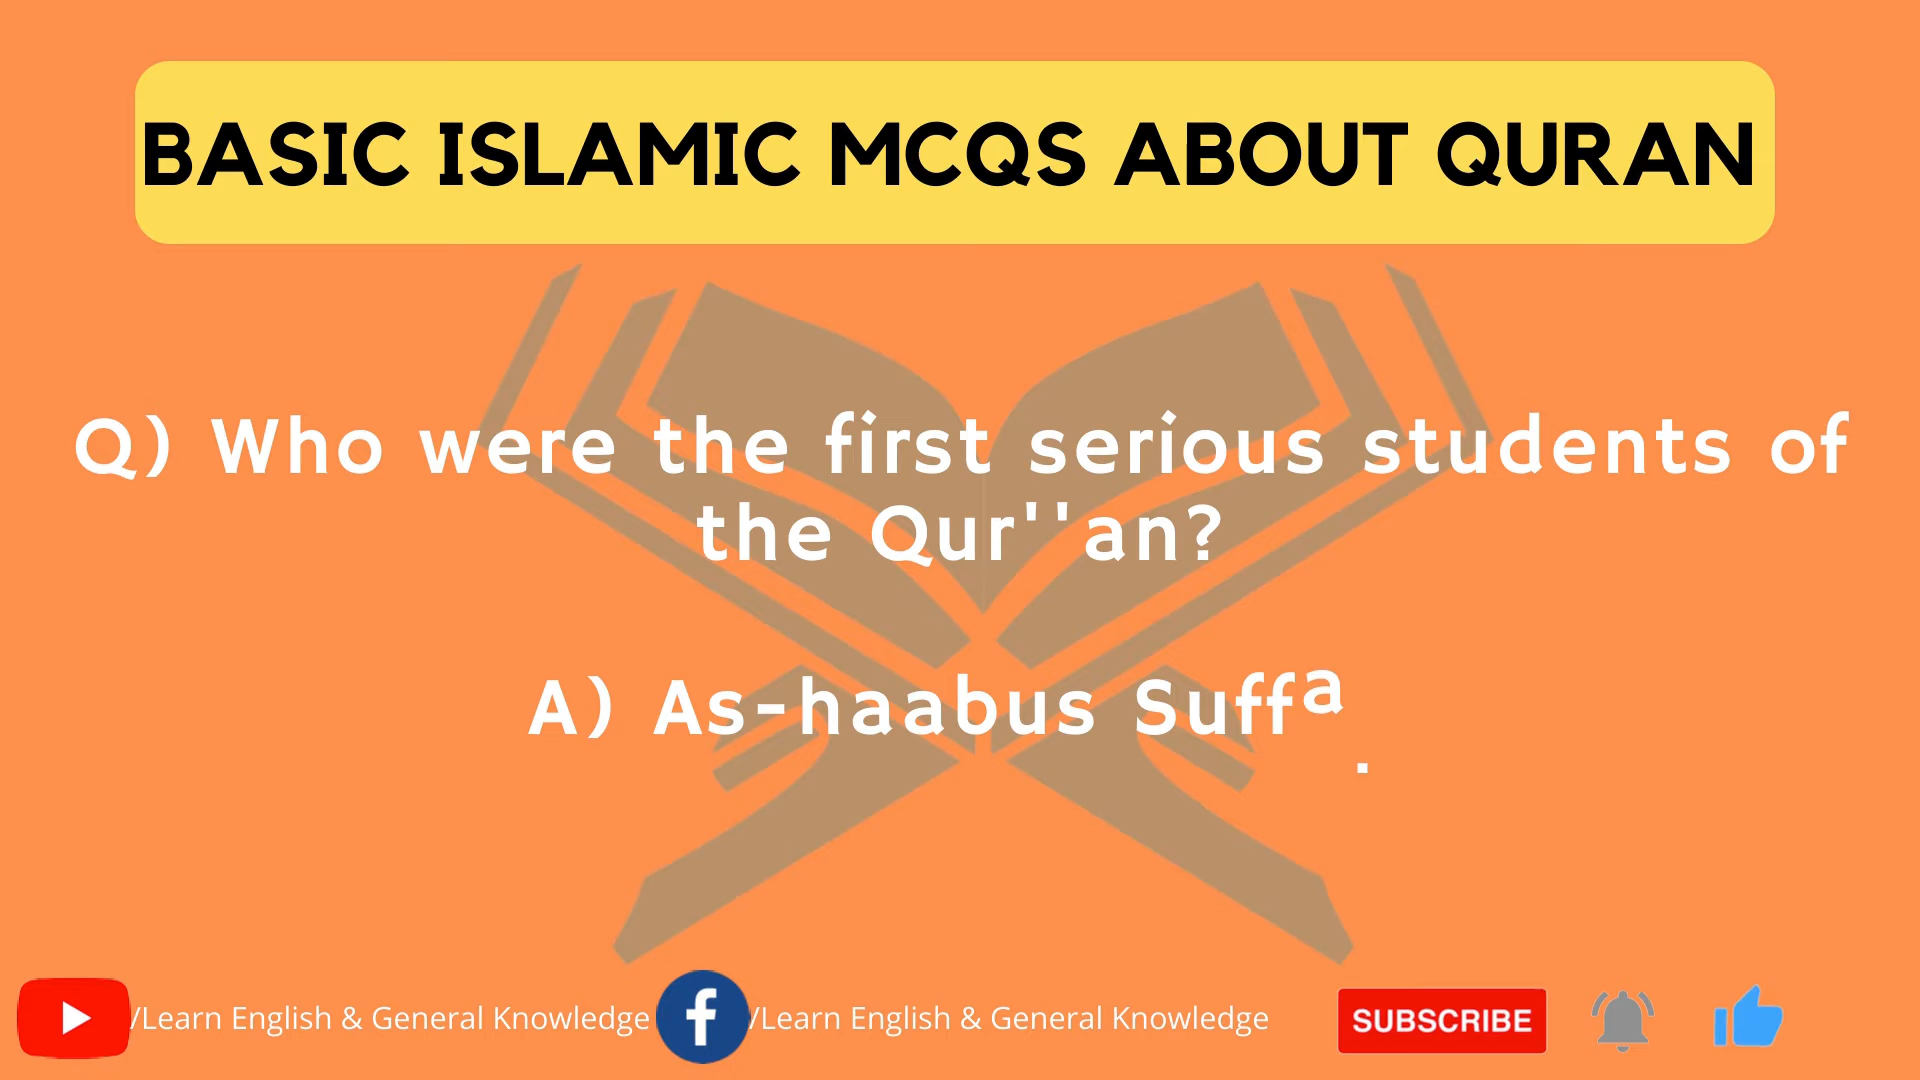 BASIC ISLAMIC MCQS ABOUT QURAN
Q) Who were the first serious students of
the Qur''an?
A) As-haabus Suffa.
/Learn English & General Knowledge /Learn English & General Knowledge SUBSCRIBE